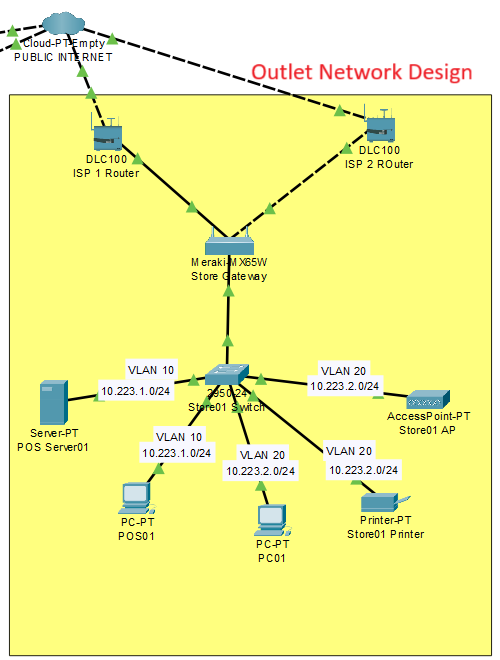 Cloud-PT-Empty
PUBLIC INTERNET
Outlet Network Design
DLC100
ISP 1 Router
DLC100
ISP 2 ROuter
Meraki-MX65W
Store Gateway
VLAN 10
10.223.1.0/24
2950-24
Store01 Switch
VLAN 20
10.223.2.0/24
Server-PT
POS Server01
AccessPoint-PT
Store01 AP
VLAN 10
10.223.1.0/24
VLAN 20
10.223.2.0/24
VLAN 20
10.223.2.0/24
PC-PT
POS01
PC-PT
PC01
Printer-PT
Store01 Printer